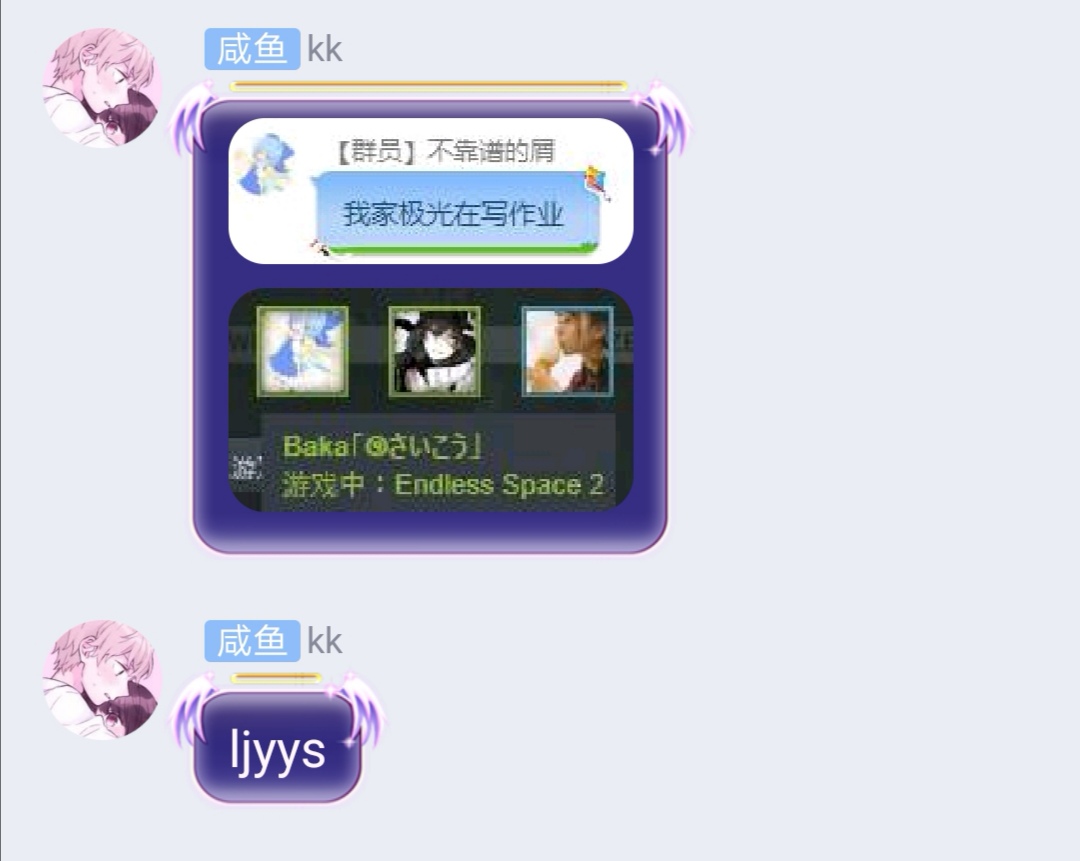 咸鱼 kk
【群员】不靠谱的屑
我家极光在写作业
Baka「⑨さいこう」
游戏中：Endless Space 2
咸鱼 kk
ljyys